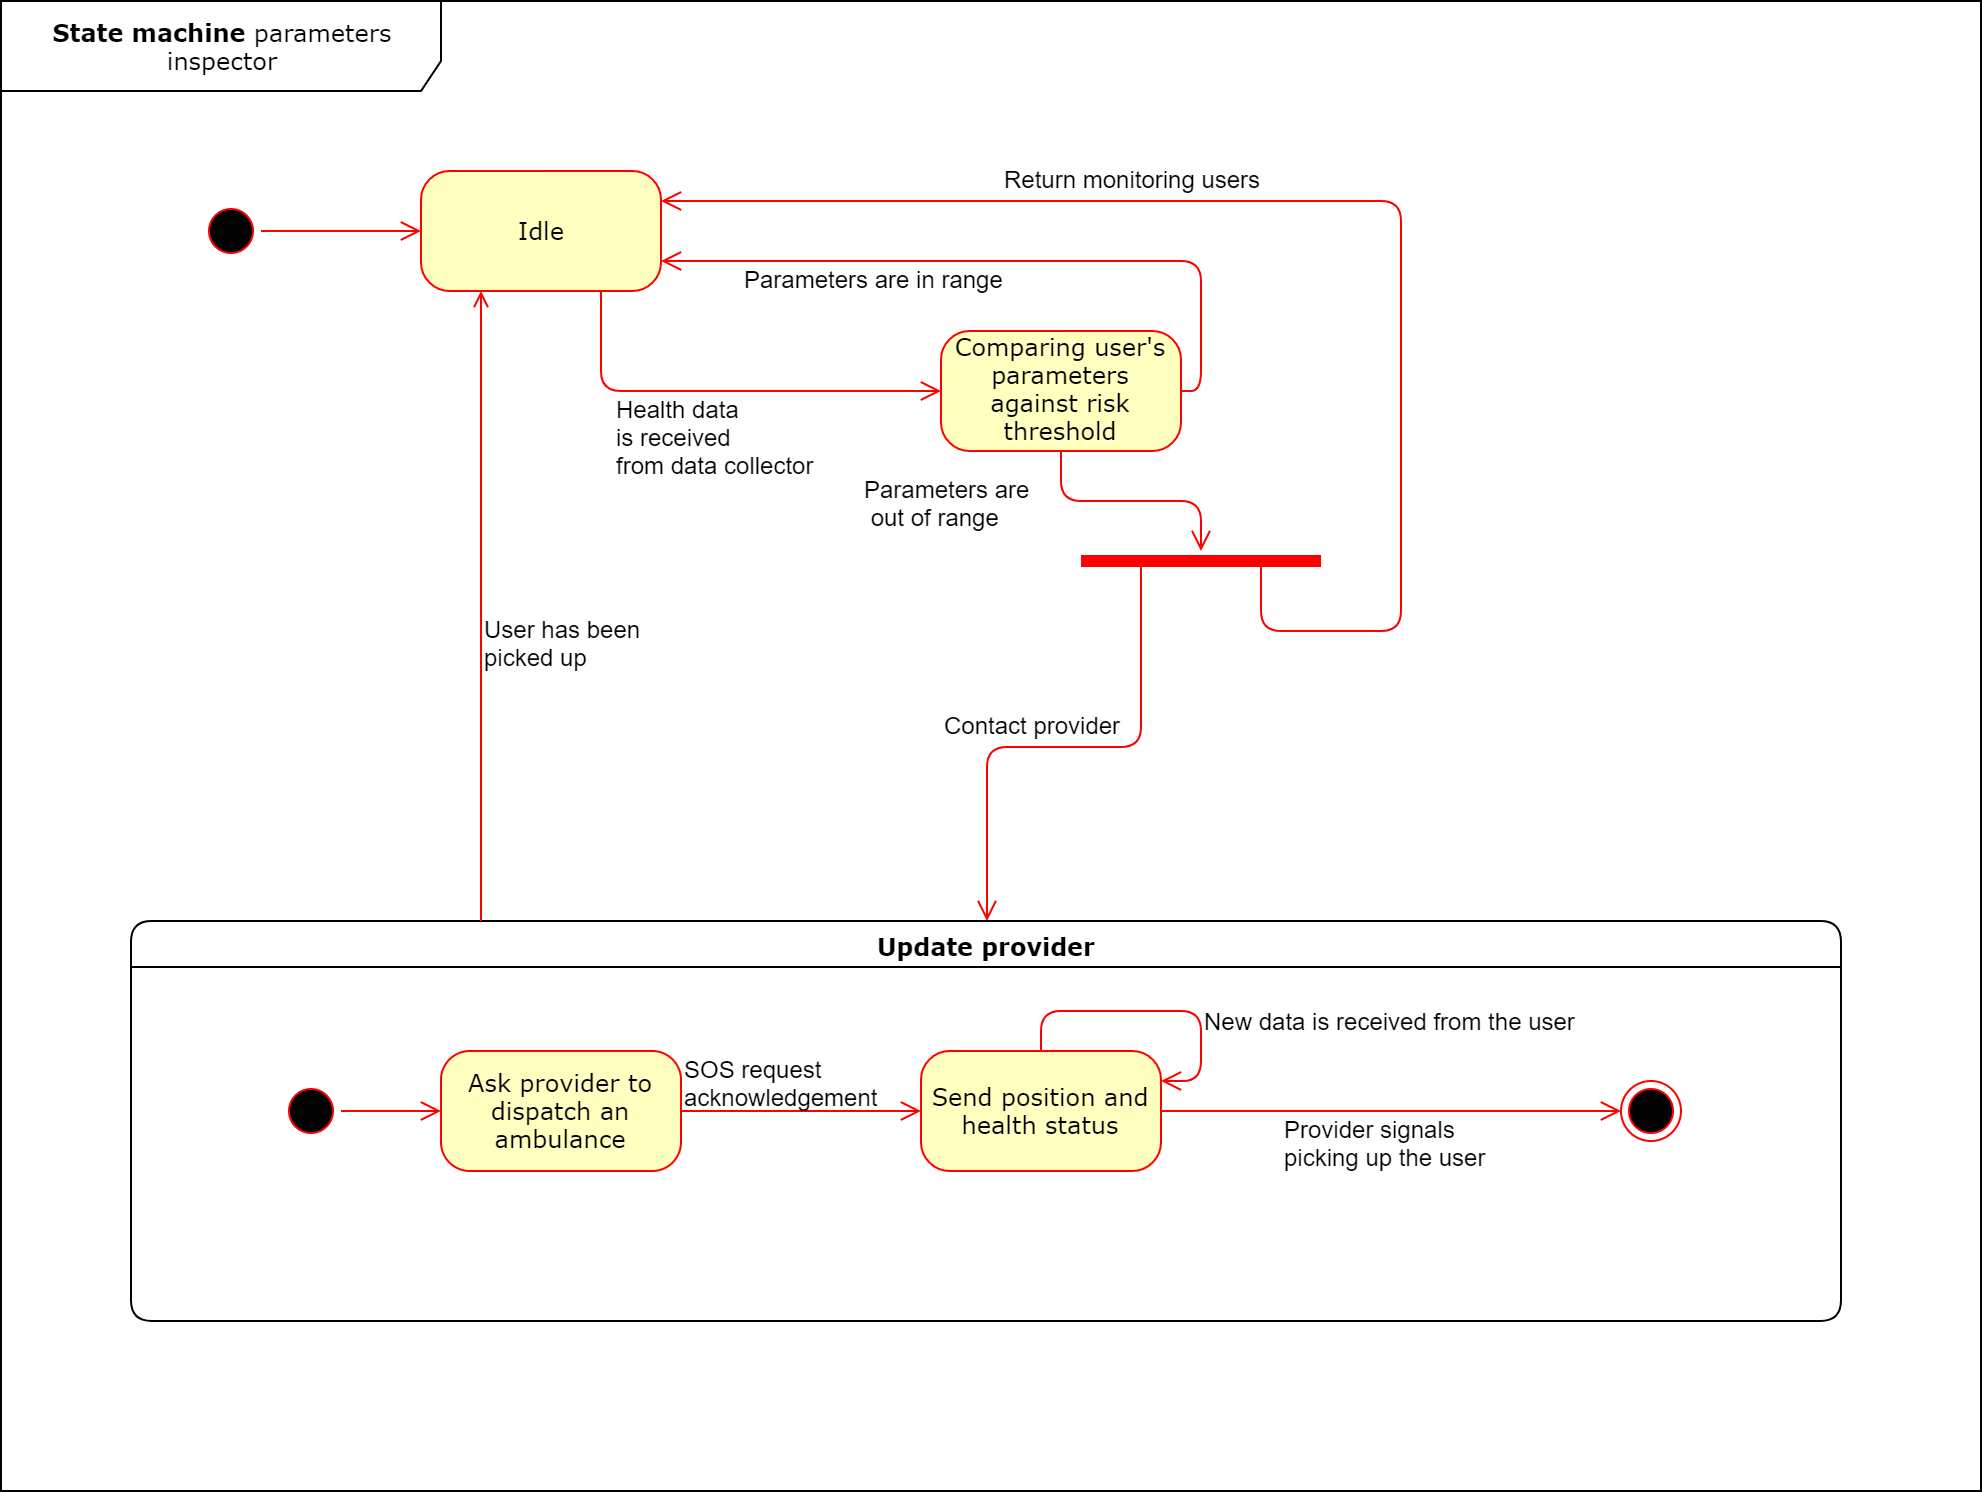 State machine parameters
inspector
Return monitoring users
Idle
Parameters are in range
Comparing user's
parameters
against risk
threshold
Health data
is received
from data collector
Parameters are
out of range
User has been
picked up
Contact provider
Update provider
New data is received from the user
SOS request
acknowledgement
Ask provider to
dispatch an
ambulance
Send position and
health status
Provider signals
picking up the user